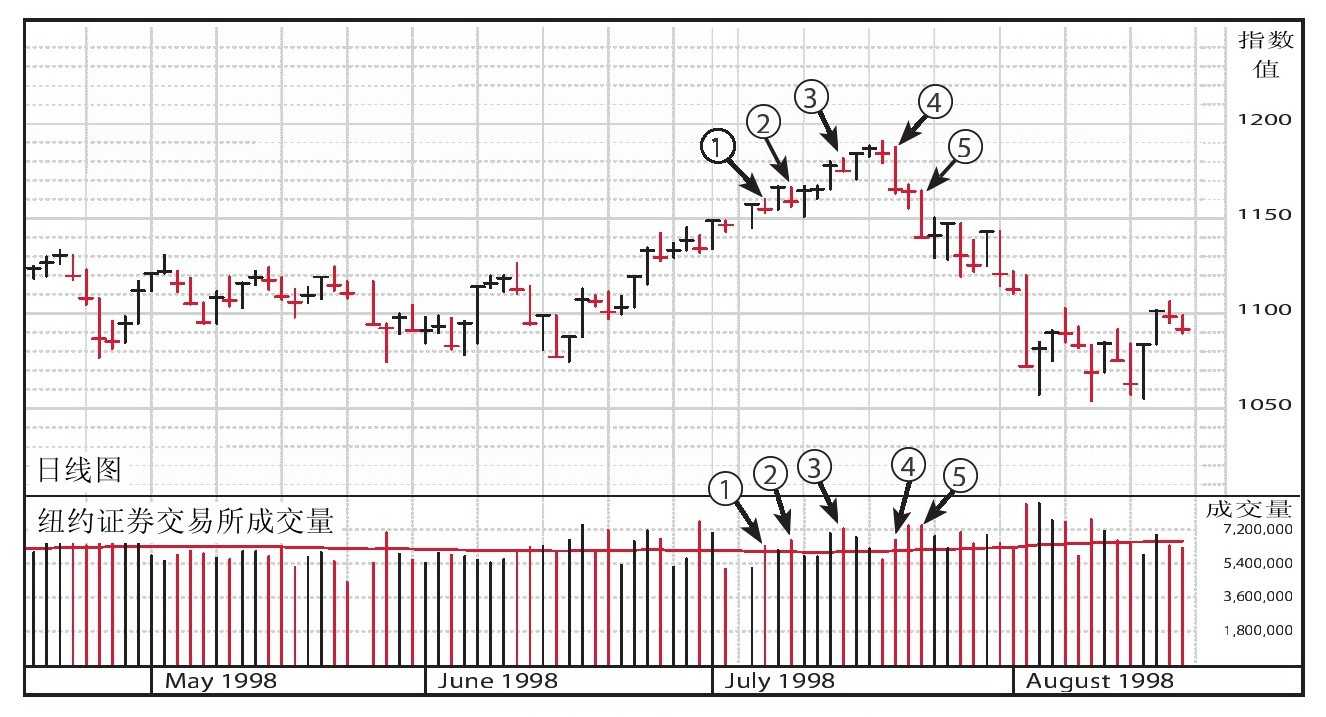 指数
值
1200
③
④
②
①
⑤
1150
1100
1050
日线图
④
③
②
⑤
①
纽约证券交易所成交量
成交量
7,200,000
5,400,000
3,600,000
1,800,000
May 1998
June 1998
July 1998
August 1998